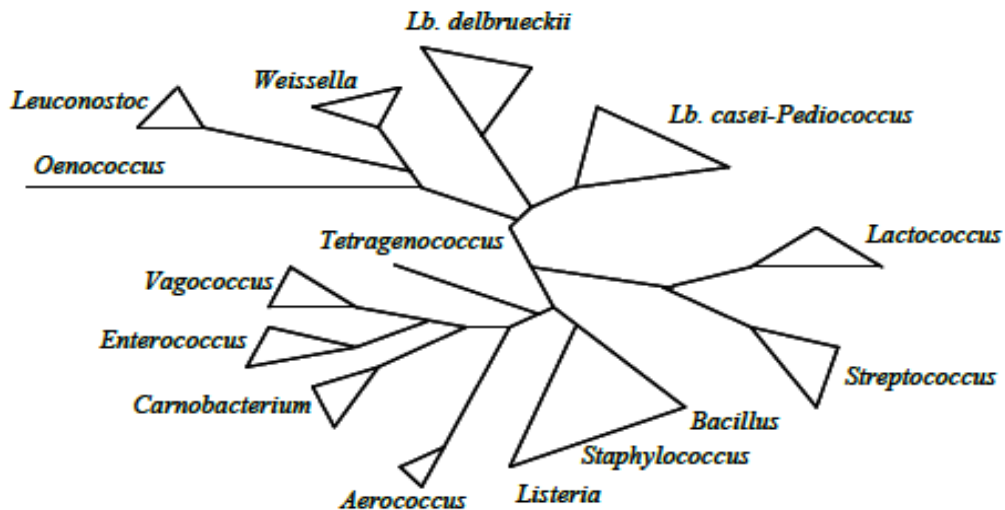 Lb. delbrueckii
Weissella
Leuconostoc
Lb. casei-Pediococcus
Oenococcus
Tetragenococcus
Lactococcus
Vagococcus
Enterococcus
Streptococcus
Carnobacterium
Bacillus
Staphylococcus
Aerococcus
Listeria